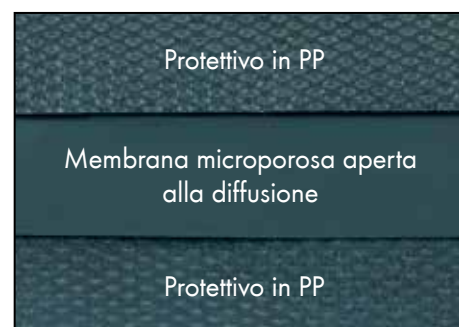 Protettivo in PP
Membrana microporosa aperta
alla diffusione
Protettivo in PP